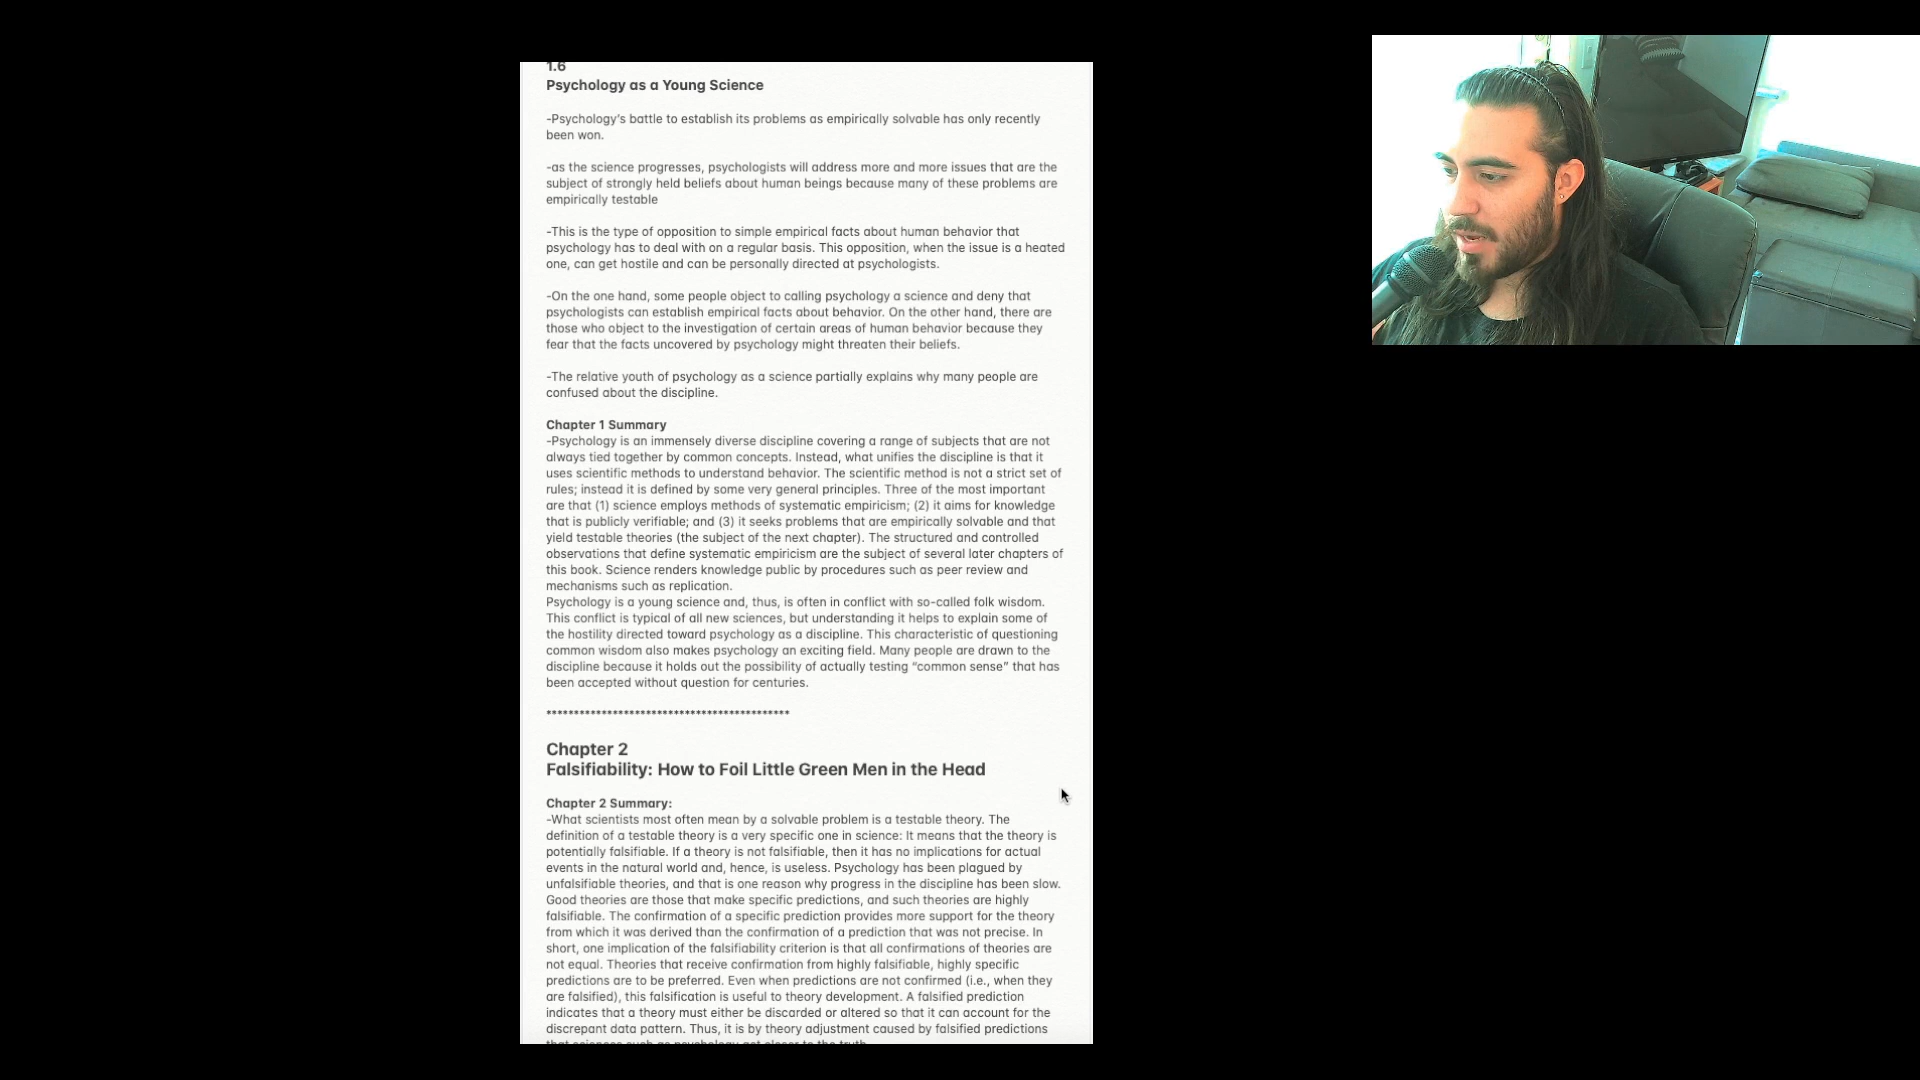 1.6
Psychology as a Young Science
-Psychology's battle to establish its problems as empirically solvable has only recently
been won.
-as the science progresses, psychologists will address more and more issues that are the
subject of strongly held beliefs about human beings because many of these problems are
empirically testable
-This is the type of opposition to simple empirical facts about human behavior that
psychology has to deal with on a regular basis. This opposition, when the issue is a heated
one, can get hostile and can be personally directed at psychologists.
-On the one hand, some people object to calling psychology a science and deny that
psychologists can establish empirical facts about behavior. On the other hand, there are
those who object to the investigation of certain areas of human behavior because they
fear that the facts uncovered by psychology might threaten their beliefs.
-The relative youth of psychology as a science partially explains why many people are
confused about the discipline.
Chapter 1 Summary
-Psychology is an immensely diverse discipline covering a range of subjects that are not
always tied together by common concepts. Instead, what unifies the discipline is that it
uses scientific methods to understand behavior. The scientific method is not a strict set of
rules; instead it is defined by some very general principles. Three of the most important
are that (1) science employs methods of systematic empiricism; (2) it aims for knowledge
that is publicly verifiable; and (3) it seeks problems that are empirically solvable and that
yield testable theories (the subject of the next chapter). The structured and controlled
observations that define systematic empiricism are the subject of several later chapters of
this book. Science renders knowledge public by procedures such as peer review and
mechanisms such as replication.
Psychology is a young science and, thus, is often in conflict with so-called folk wisdom.
This conflict is typical of all new sciences, but understanding it helps to explain some of
the hostility directed toward psychology as a discipline. This characteristic of questioning
common wisdom also makes psychology an exciting field. Many people are drawn to the
discipline because it holds out the possibility of actually testing “common sense” that has
been accepted without question for centuries.
********************************************
Chapter 2
Falsifiability: How to Foil Little Green Men in the Head
Chapter 2 Summary:
-What scientists most often mean by a solvable problem is a testable theory. The
definition of a testable theory is a very specific one in science: It means that the theory is
potentially falsifiable. If a theory is not falsifiable, then it has no implications for actual
events in the natural world and, hence, is useless. Psychology has been plagued by
unfalsifiable theories, and that is one reason why progress in the discipline has been slow.
Good theories are those that make specific predictions, and such theories are highly
falsifiable. The confirmation of a specific prediction provides more support for the theory
from which it was derived than the confirmation of a prediction that was not precise. In
short, one implication of the falsifiability criterion is that all confirmations of theories are
not equal. Theories that receive confirmation from highly falsifiable, highly specific
predictions are to be preferred. Even when predictions are not confirmed (i.e., when they
are falsified), this falsification is useful to theory development. A falsified prediction
indicates that a theory must either be discarded or altered so that it can account for the
discrepant data pattern. Thus, it is by theory adjustment caused by falsified predictions
that sciences such as psychology get closer to the truth.